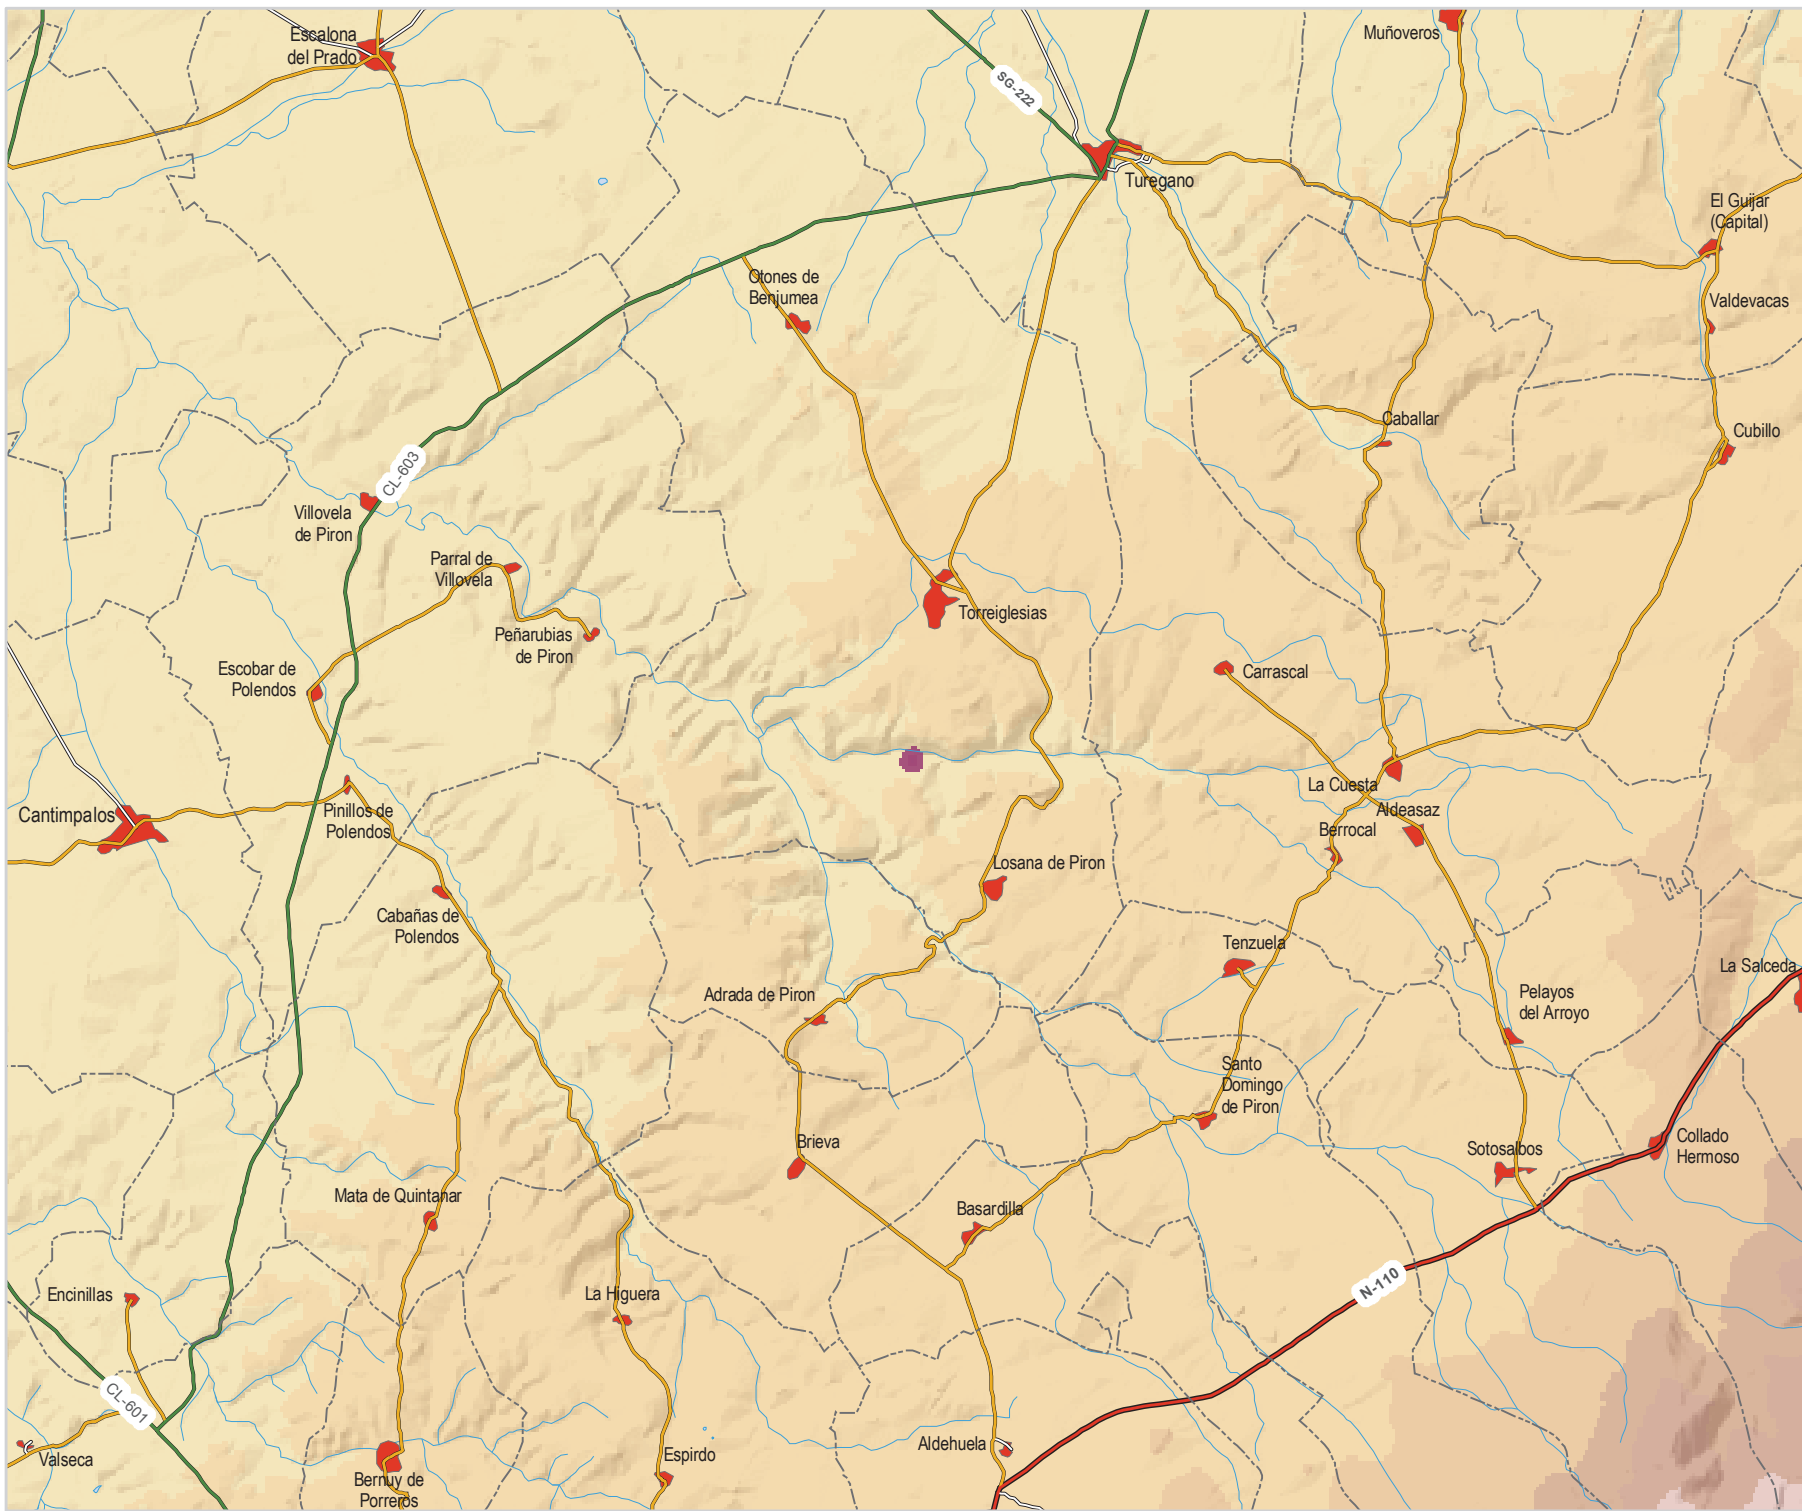 Escalona
del Prado
Muñoveros
SG-222
Turegano
El Guijar
(Capital)
Otones de
Benjumea
Valdevacas
Caballar
Cubillo
CL-603
Villovela
de Piron
Parral de
Villovela
Torreiglesias
Peñarubias
de Piron
Escobar de
Polendos
Carrascal
La Cuesta
Cantimpalos
Pinillos de
Polendos
Aldeasaz
Berrocal
Losana de Piron
Cabañas de
Polendos
Tenzuela
La Salceda
Adrada de Piron
Pelayos
del Arroyo
Santo
Domingo
de Piron
Brieva
Sotosalbos
Collado
Hermoso
Mata de Quintanar
Basardilla
N-110
Encinillas
La Higuera
CL-601
Aldehuela
Espirdo
Valseca
Bernuy de
Porreros